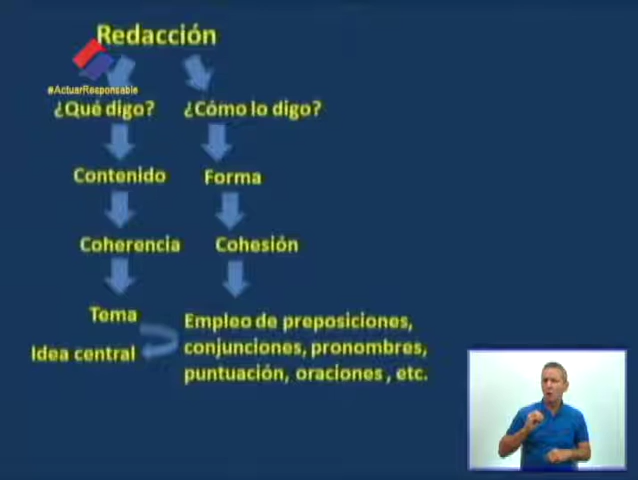 Redacción
#ActuarResponsable
¿Qué digo? ¿Cómo lo digo?
Contenido Forma
Coherencia Cohesión
Tema
Empleo de preposiciones,
Idea central
conjunciones, pronombres,
puntuación, oraciones , etc.